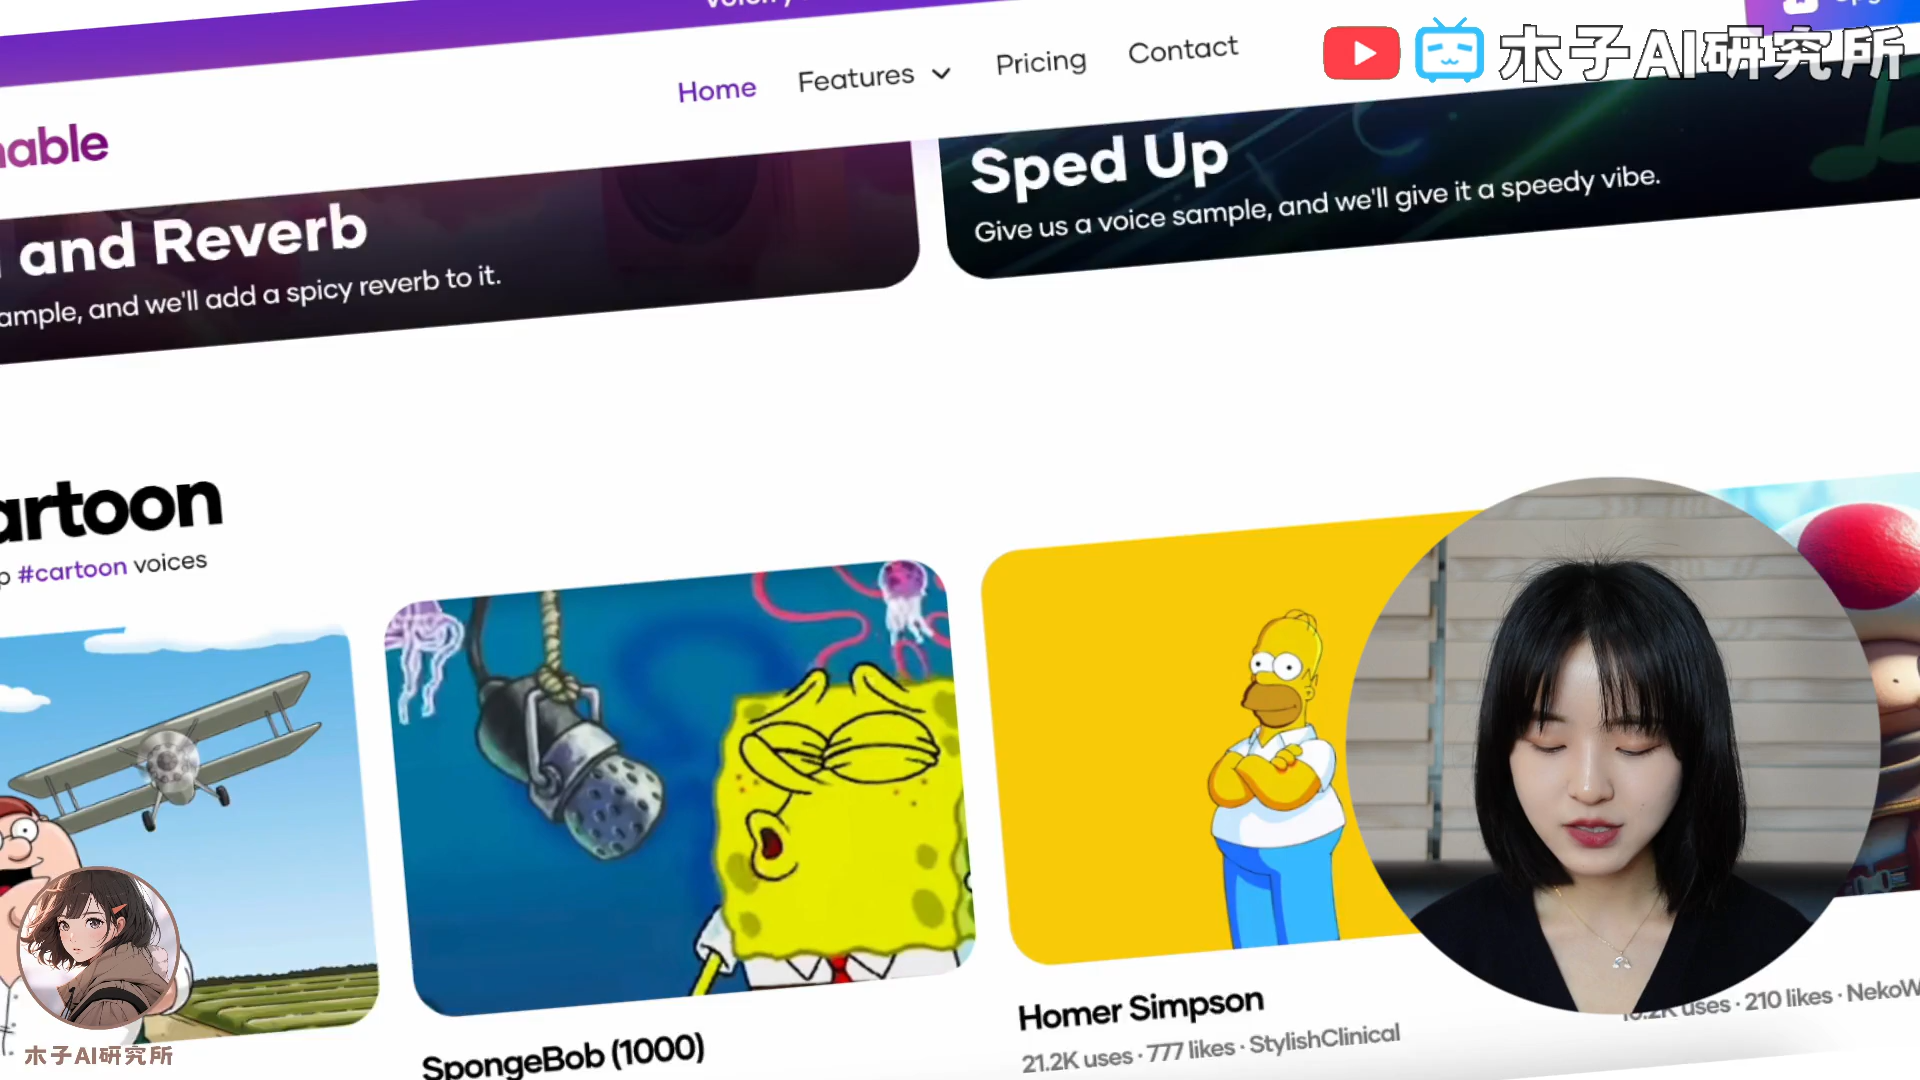 Home
Features
Pricing
Contact
木子AI研究所
able
and Reverb
ample, and we'll add a spicy reverb to it.
Sped Up
Give us a voice sample, and we'll give it a speedy vibe.
artoon
#cartoon voices
SpongeBob (1000)
Homer Simpson
21.2K uses · 777 likes · StylishClinical
uses · 210 likes · NekoW
木子AI研究所